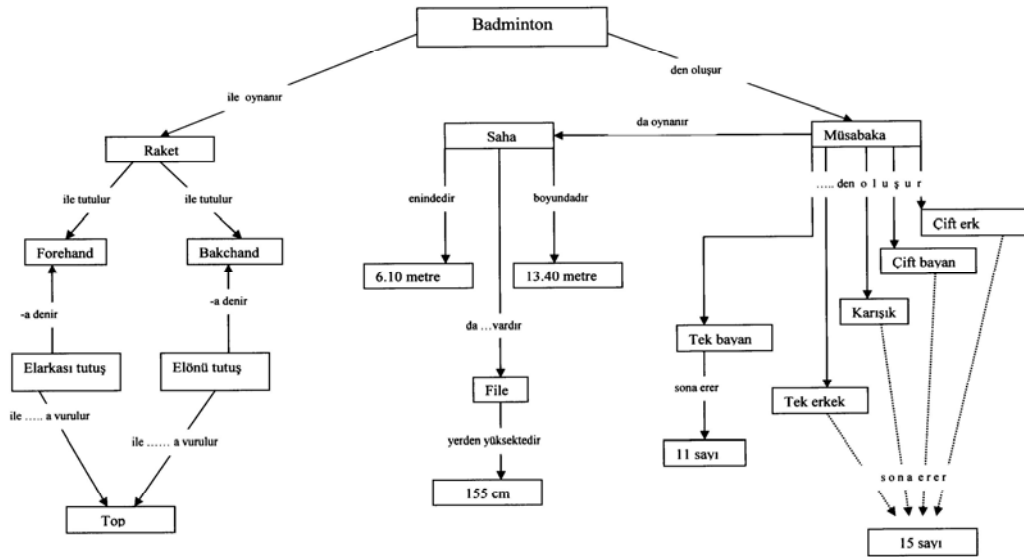 Badminton
den oluşur
ile oynanır
da oynanır
Raket
Saha
Müsabaka
ile tutulur
ile tutulur
enindedir
boyundadır
..... den o l u ş u r
Çift erk
Forehand
Bakchand
Çift bayan
6.10 metre
13.40 metre
-a denir
-a denir
Karışık
da ...vardır
Tek bayan
Elarkası tutuş
Elönü tutuş
sona erer
File
Tek erkek
ile ..... a vurulur
ile ...... a vurulur
yerden yüksektedir
11 sayı
s o n a e r e r
155 cm
Top
15 sayı